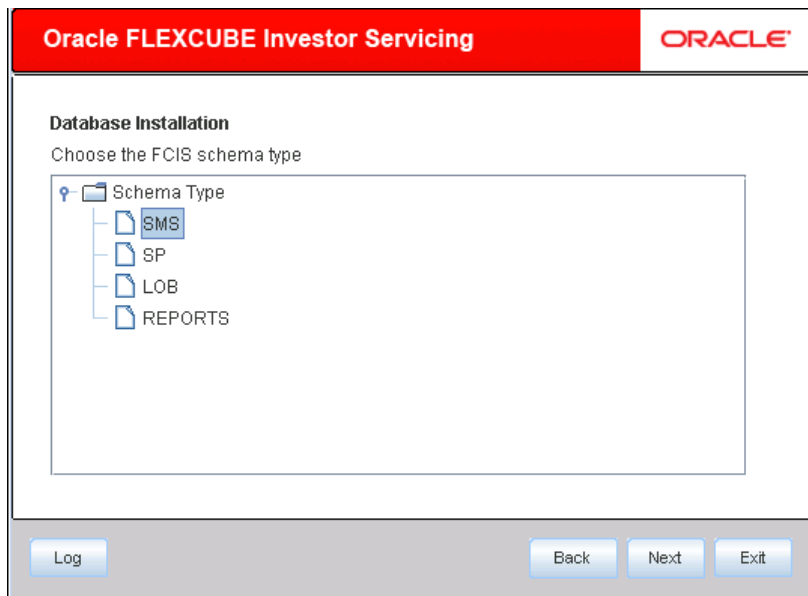 Oracle FLEXCUBE Investor Servicing
ORACLE
Database Installation
Choose the FCIS schema type
Schema Type
SMS
SP
LOB
REPORTS
Log
Back
Next
Exit